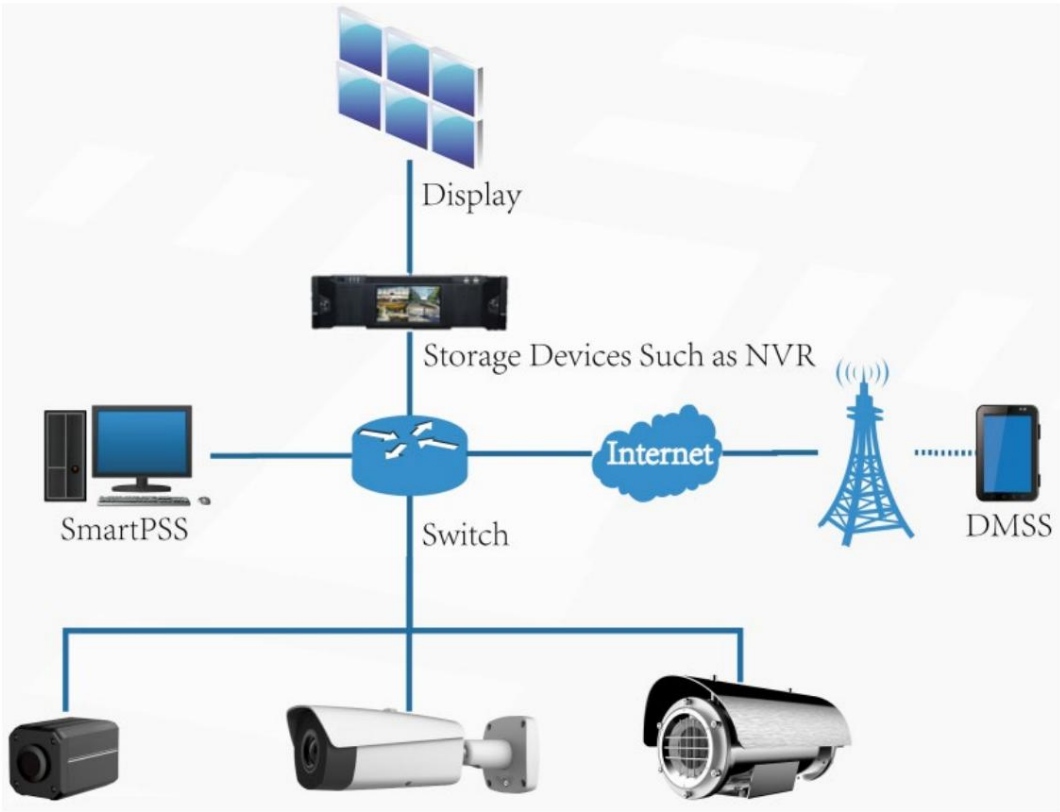 Display
Storage Devices Such as NVR
Internet
SmartPSS
Switch
DMSS